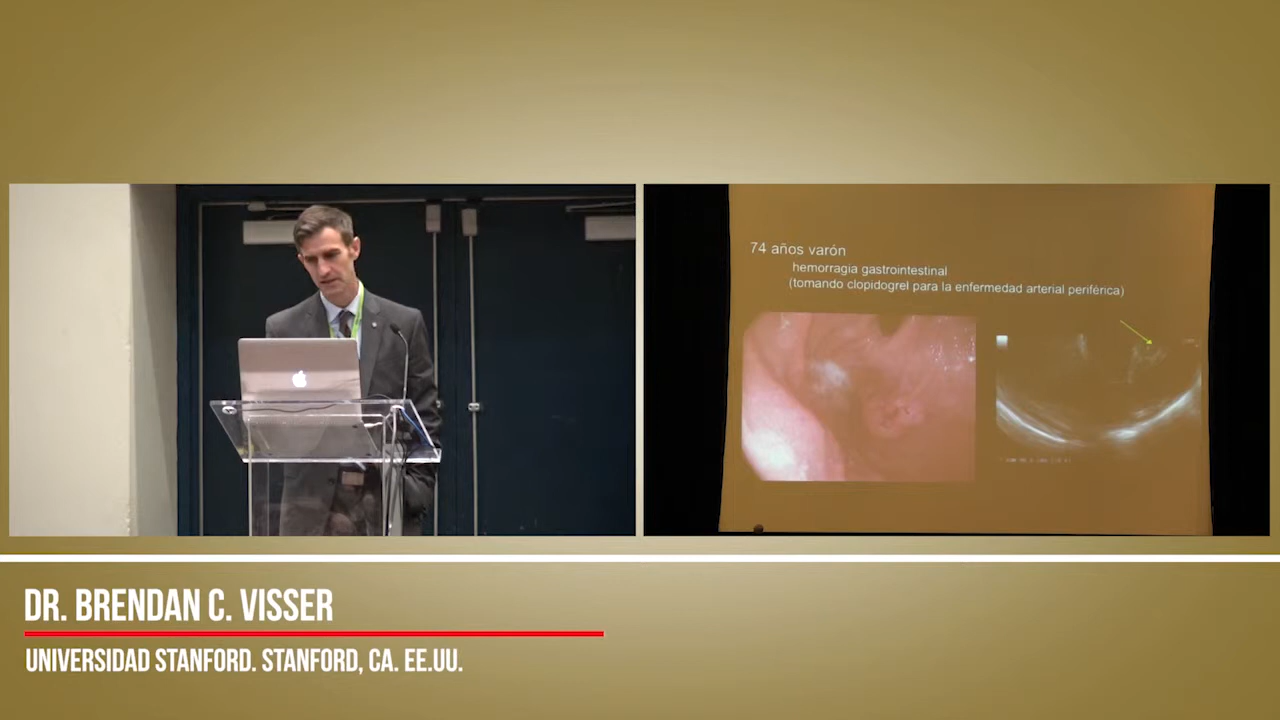 74 años varón
hemorragia gastrointestinal
(tomando clopidogrel para la enfermedad arterial periférica)
DR. BRENDAN C. VISSER
UNIVERSIDAD STANFORD. STANFORD, CA. EE.UU.